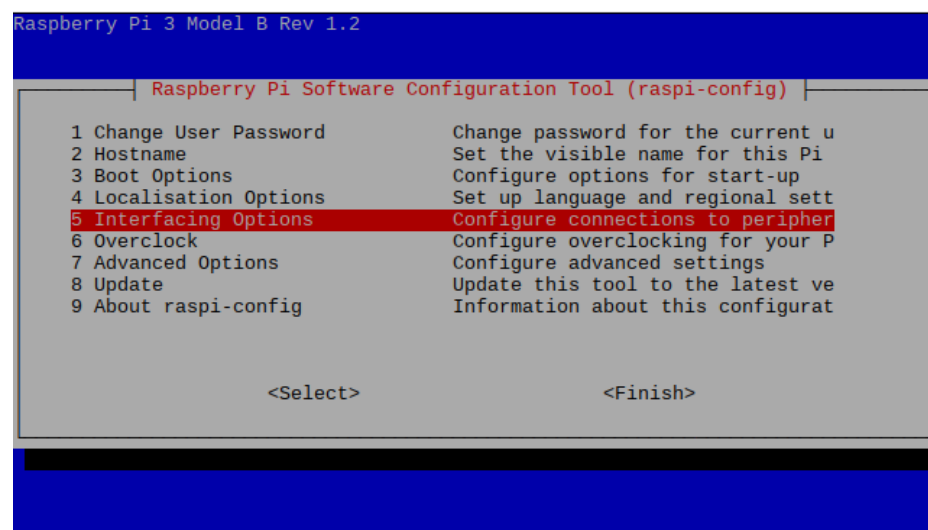 Raspberry Pi 3 Model B Rev 1.2
Raspberry Pi Software Configuration Tool (raspi-config)
1 Change User Password Change password for the current u
2 Hostname Set the visible name for this Pi
3 Boot Options Configure options for start-up
4 Localisation Options Set up language and regional sett
5 Interfacing Options Configure connections to peripher
6 Overclock Configure overclocking for your P
7 Advanced Options Configure advanced settings
8 Update Update this tool to the latest ve
9 About raspi-config Information about this configurat
<Select> <Finish>